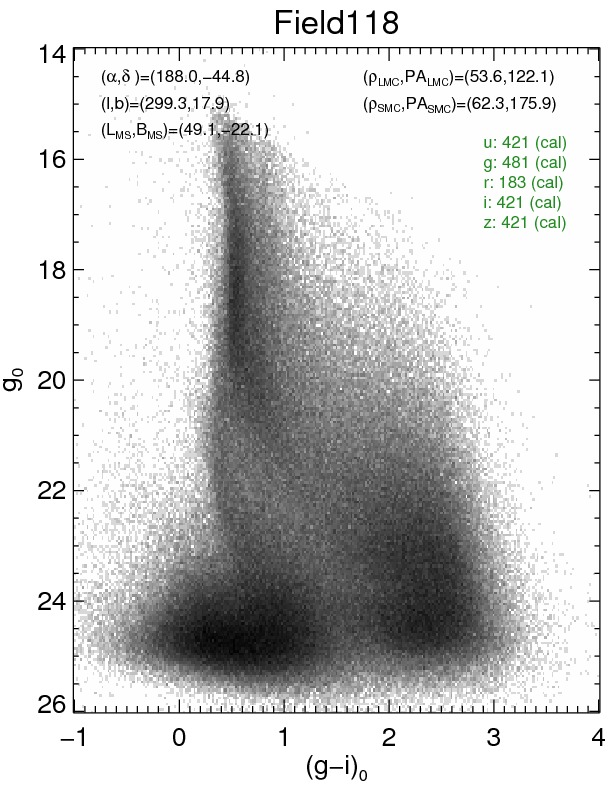 Field118
(α,δ)=(188.0,−44.8)
(ρLMC,PALMC)=(53.6,122.1)
(l,b)=(299.3,17.9)
(ρSMC,PASMC)=(62.3,175.9)
(LMS,BMS)=(49.1,−22.1)
u: 421 (cal)
g: 481 (cal)
r: 183 (cal)
i: 421 (cal)
z: 421 (cal)
14
16
18
20
22
24
26
g0
−1 0 1 2 3 4
(g−i)0